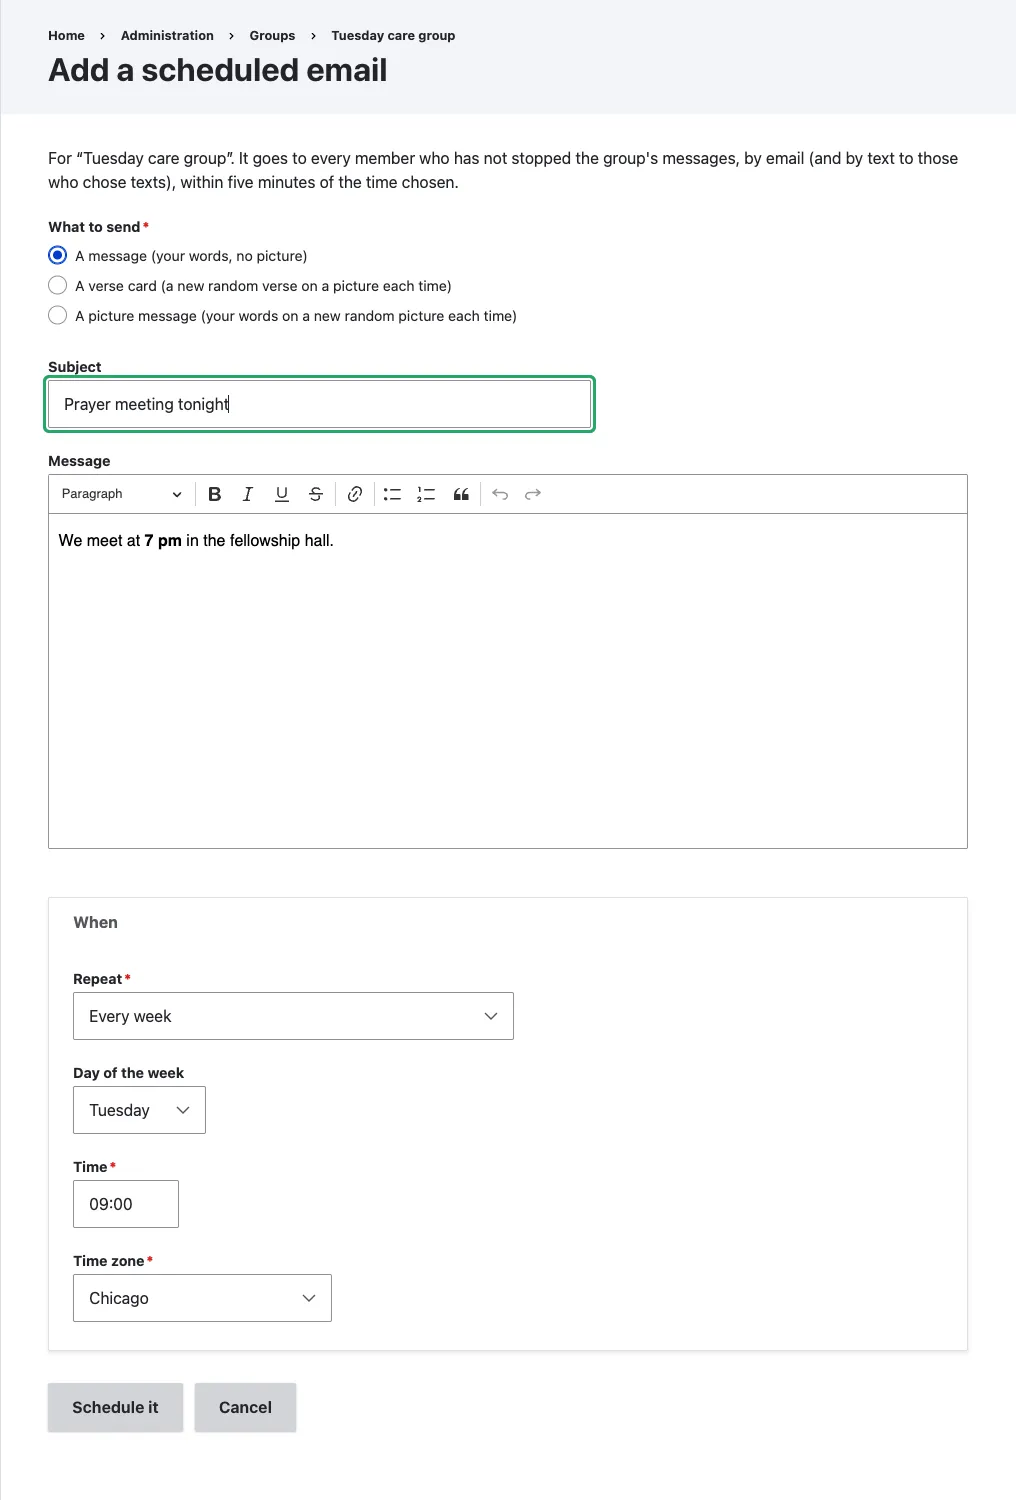 Home › Administration › Groups › Tuesday care group
Add a scheduled email
For “Tuesday care group”. It goes to every member who has not stopped the group's messages, by email (and by text to those
who chose texts), within five minutes of the time chosen.
What to send*
A message (your words, no picture)
A verse card (a new random verse on a picture each time)
A picture message (your words on a new random picture each time)
Subject
Prayer meeting tonight
Message
Paragraph B I U S
We meet at 7 pm in the fellowship hall.
When
Repeat*
Every week
Day of the week
Tuesday
Time*
09:00
Time zone*
Chicago
Schedule it Cancel